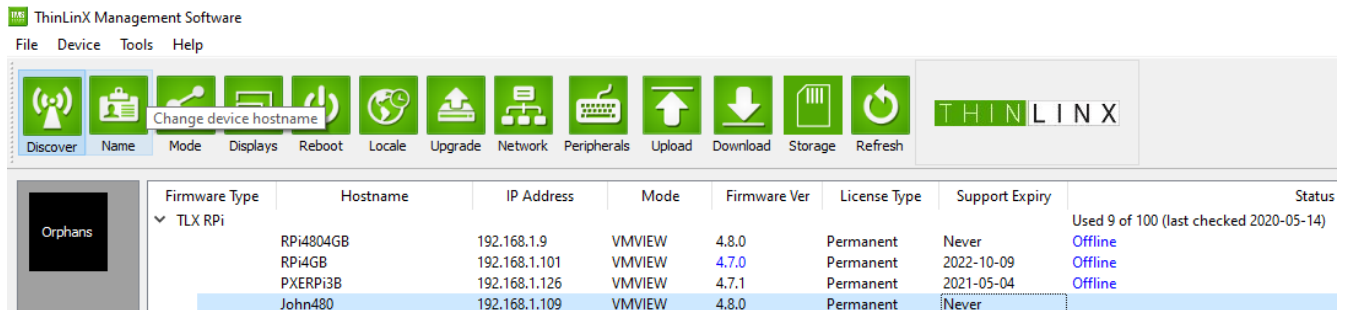 TMS ThinLinX Management Software
File Device Tools Help
Change device hostname
Discover Name Mode Displays Reboot Locale Upgrade Network Peripherals Upload Download Storage Refresh
THINLINX
Orphans
Firmware Type Hostname IP Address Mode Firmware Ver License Type Support Expiry Status
TLX RPi Used 9 of 100 (last checked 2020-05-14)
RPi4804GB 192.168.1.9 VMVIEW 4.8.0 Permanent Never Offline
RPi4GB 192.168.1.101 VMVIEW 4.7.0 Permanent 2022-10-09 Offline
PXERPi3B 192.168.1.126 VMVIEW 4.7.1 Permanent 2021-05-04 Offline
John480 192.168.1.109 VMVIEW 4.8.0 Permanent Never